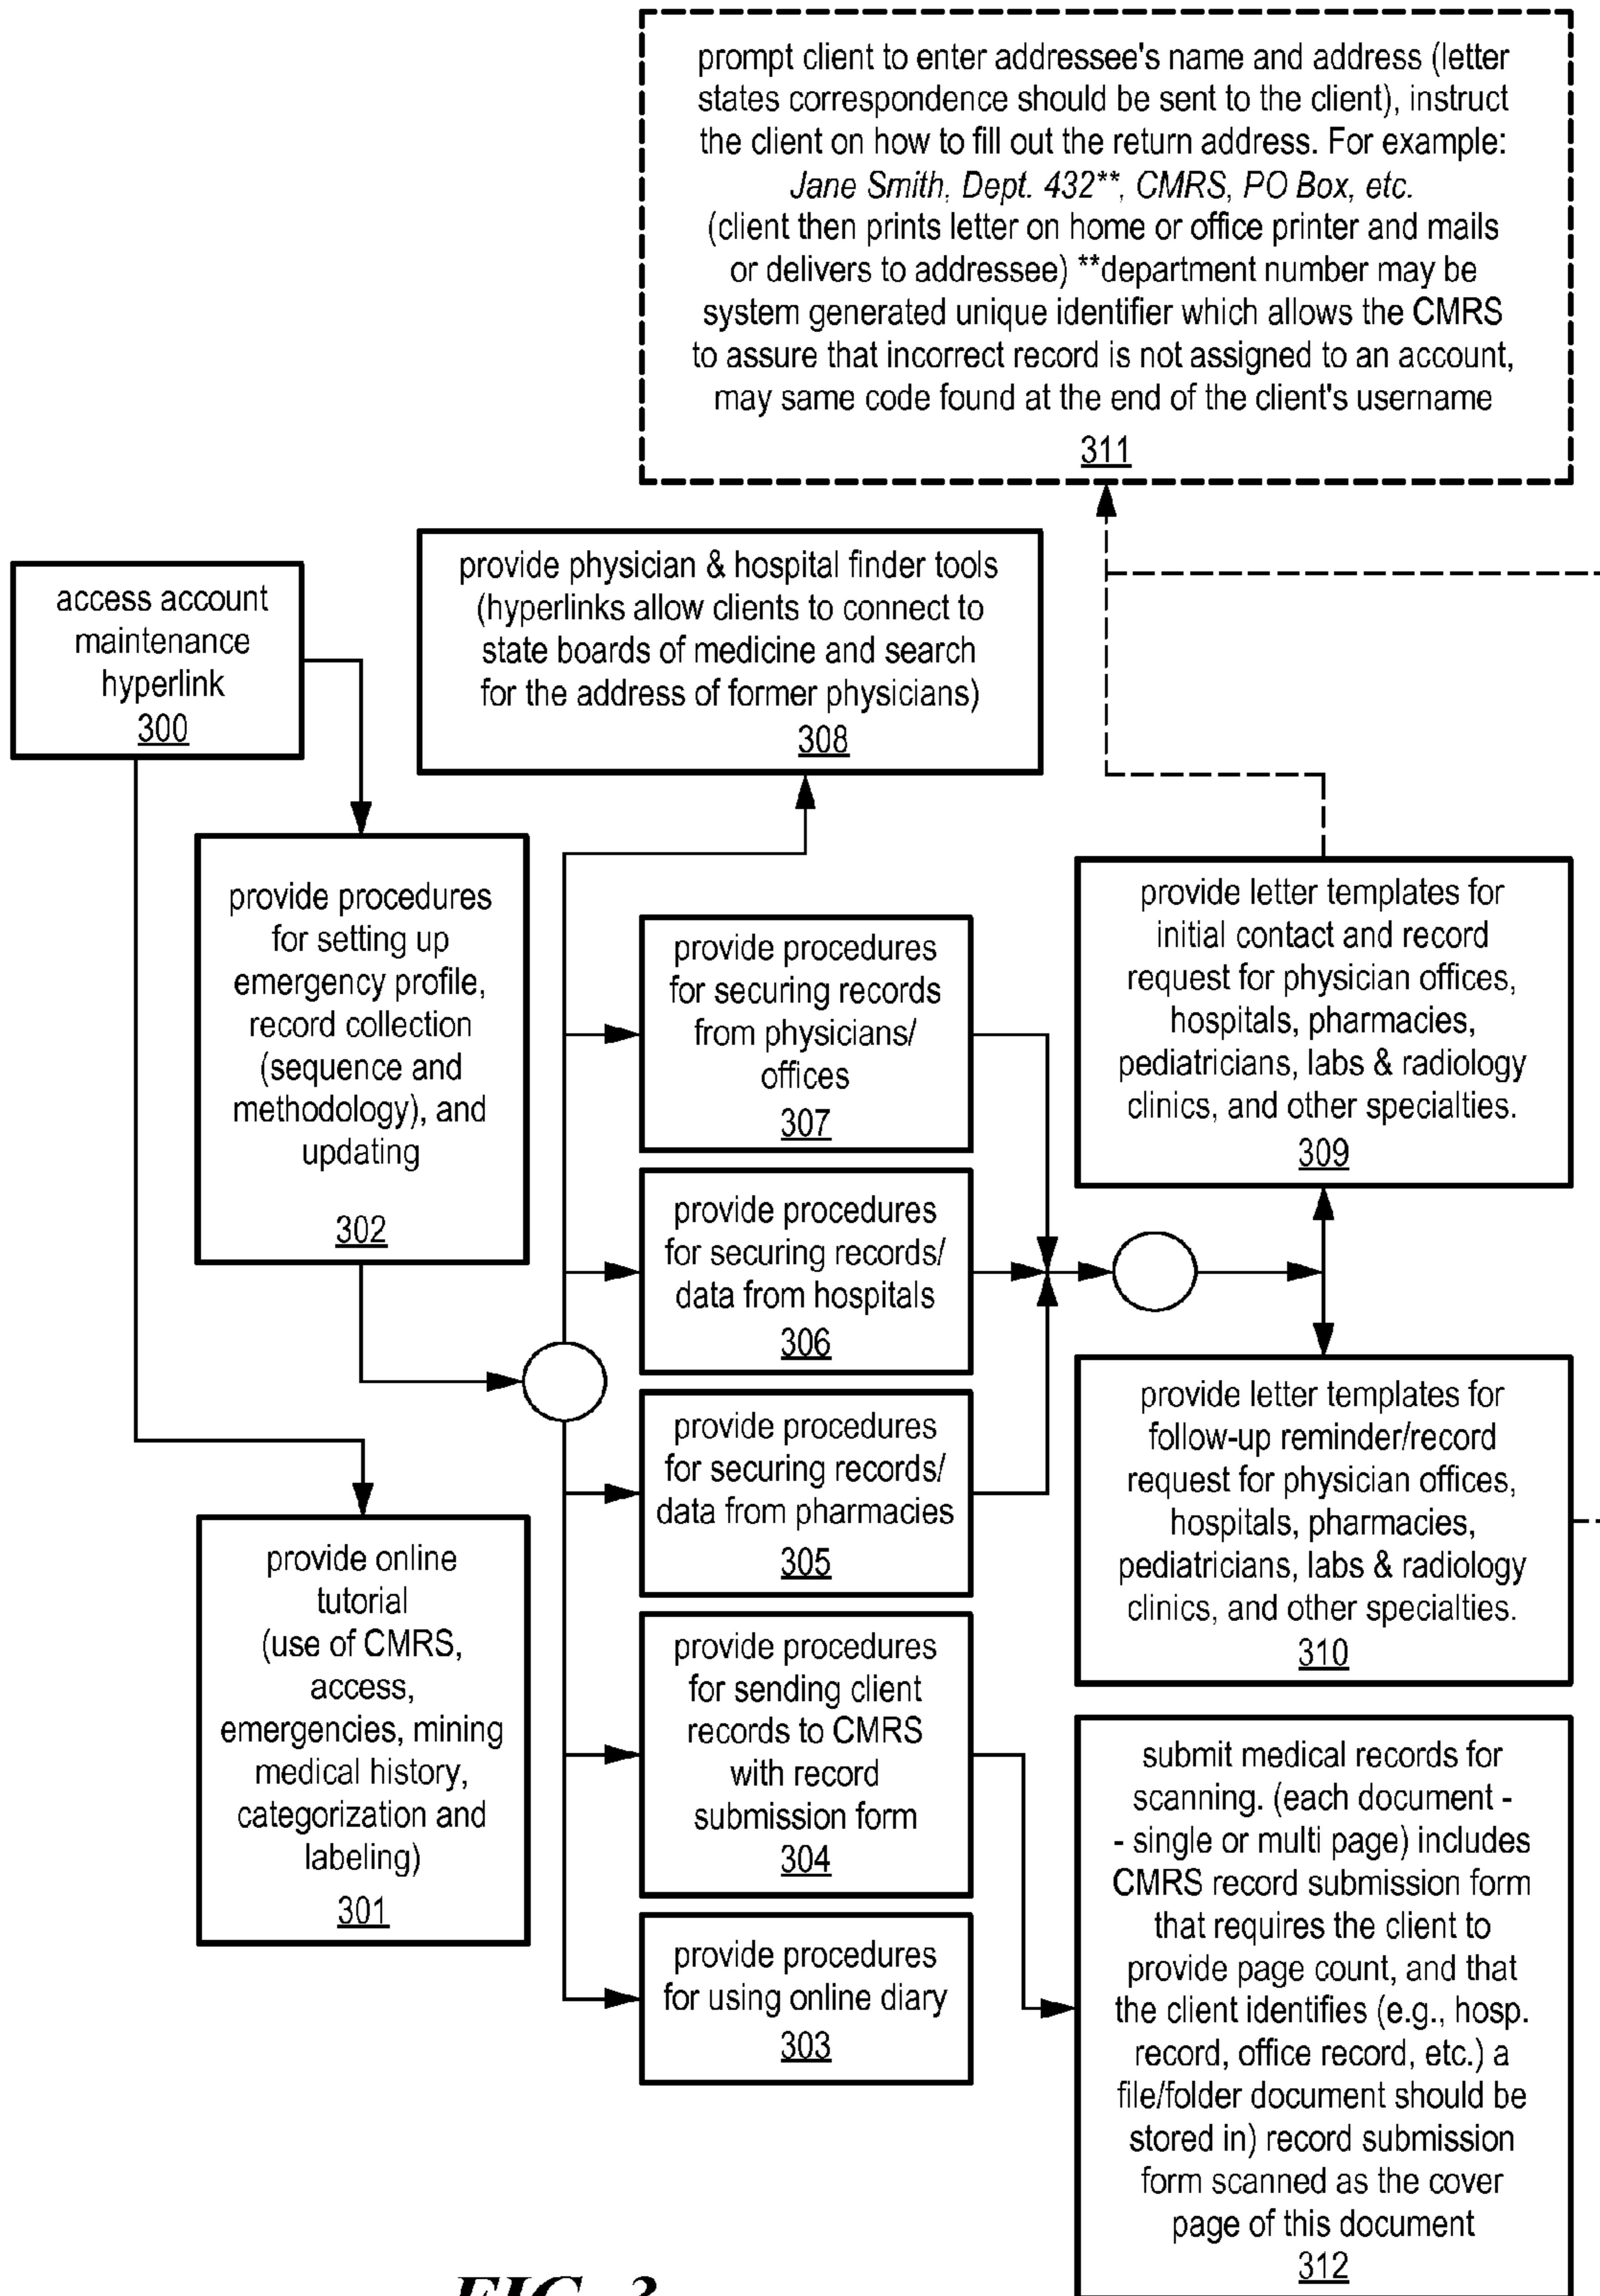 prompt client to enter addressee's name and address (letter
states correspondence should be sent to the client), instruct
the client on how to fill out the return address. For example:
Jane Smith, Dept. 432**, CMRS, PO Box, etc.
(client then prints letter on home or office printer and mails
or delivers to addressee) **department number may be
system generated unique identifier which allows the CMRS
to assure that incorrect record is not assigned to an account,
may same code found at the end of the client's username
311
access account
maintenance
hyperlink
300
provide physician & hospital finder tools
(hyperlinks allow clients to connect to
state boards of medicine and search
for the address of former physicians)
308
provide procedures
for setting up
emergency profile,
record collection
(sequence and
methodology), and
updating
302
provide online
tutorial
(use of CMRS,
access,
emergencies, mining
medical history,
categorization and
labeling)
301
provide procedures
for securing records
from physicians/
offices
307
provide procedures
for securing records/
data from hospitals
306
provide procedures
for securing records/
data from pharmacies
305
provide procedures
for sending client
records to CMRS
with record
submission form
304
provide procedures
for using online diary
303
provide letter templates for
initial contact and record
request for physician offices,
hospitals, pharmacies,
pediatricians, labs & radiology
clinics, and other specialties.
309
provide letter templates for
follow-up reminder/record
request for physician offices,
hospitals, pharmacies,
pediatricians, labs & radiology
clinics, and other specialties.
310
submit medical records for
scanning. (each document -
- single or multi page) includes
CMRS record submission form
that requires the client to
provide page count, and that
the client identifies (e.g., hosp.
record, office record, etc.) a
file/folder document should be
stored in) record submission
form scanned as the cover
page of this document
312
FIG. 3